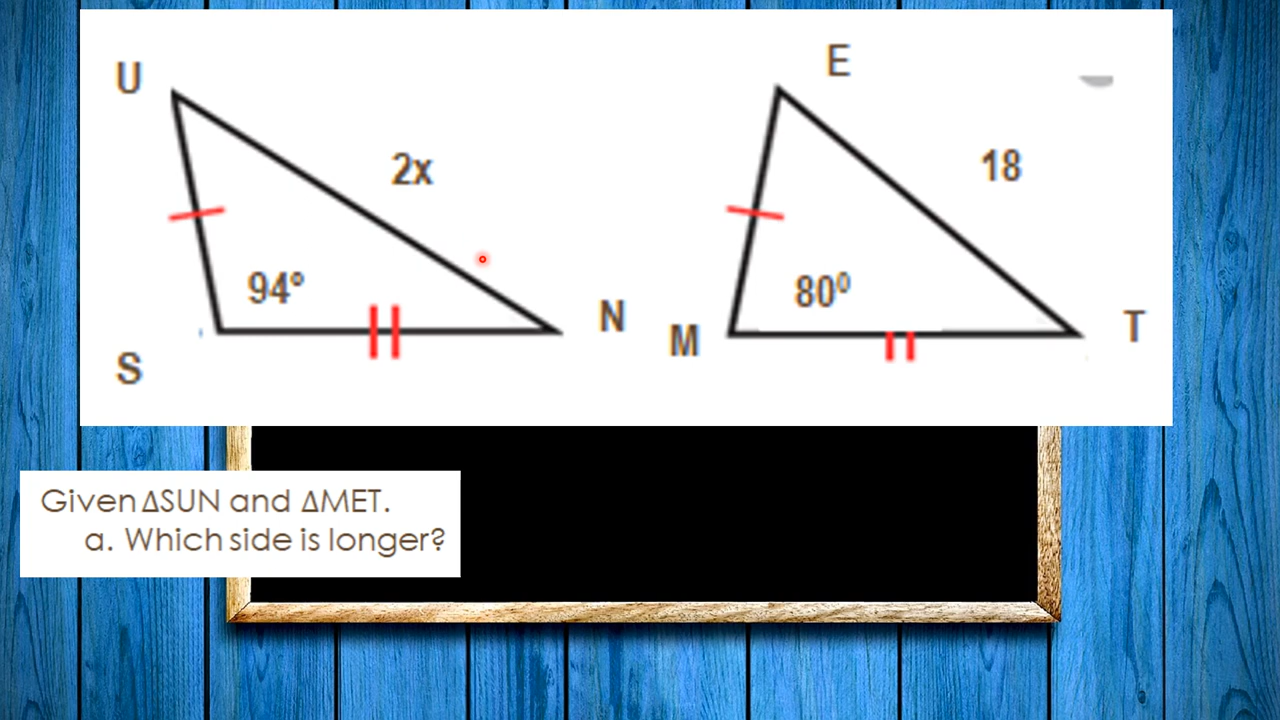 U
E
2x
18
94°
80⁰
N
M
T
S
Given ΔSUN and ΔMET.
a. Which side is longer?